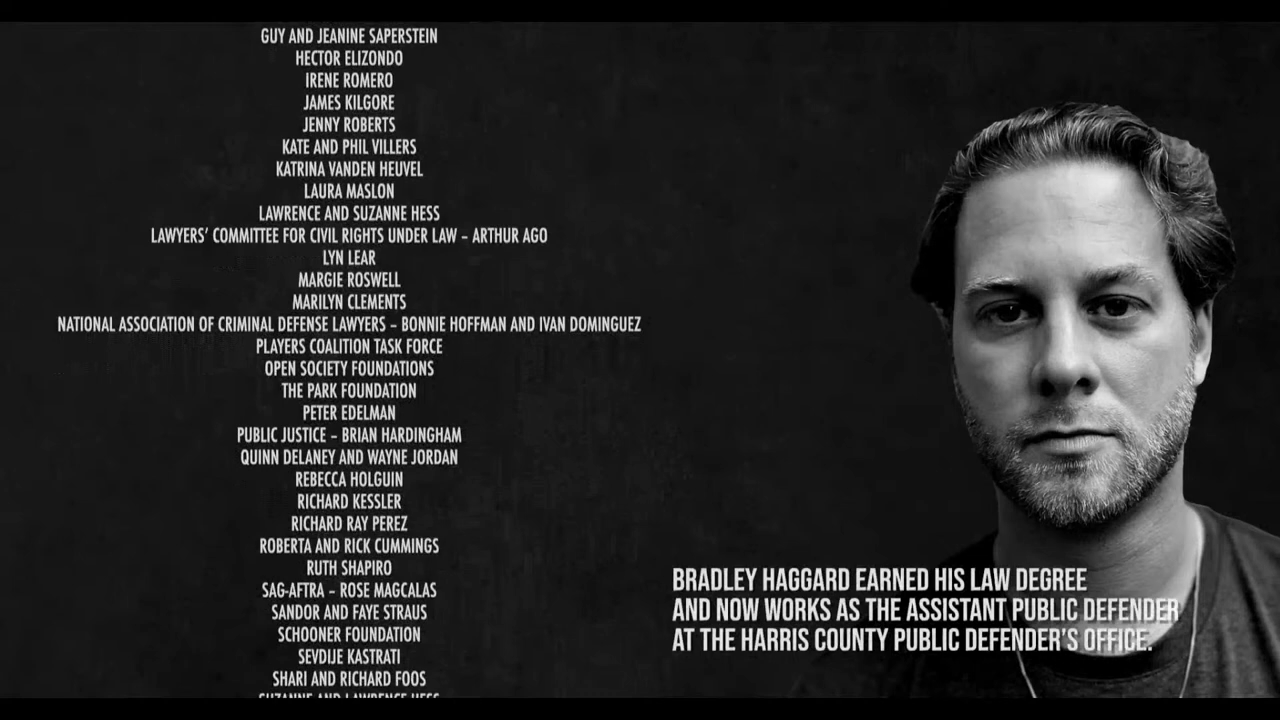 GUY AND JEANINE SAPERSTEIN
HECTOR ELIZONDO
IRENE ROMERO
JAMES KILGORE
JENNY ROBERTS
KATE AND PHIL VILLERS
KATRINA VANDEN HEUVEL
LAURA MASLON
LAWRENCE AND SUZANNE HESS
LAWYERS' COMMITTEE FOR CIVIL RIGHTS UNDER LAW – ARTHUR AGO
LYN LEAR
MARGIE ROSWELL
MARILYN CLEMENTS
NATIONAL ASSOCIATION OF CRIMINAL DEFENSE LAWYERS – BONNIE HOFFMAN AND IVAN DOMINGUEZ
PLAYERS COALITION TASK FORCE
OPEN SOCIETY FOUNDATIONS
THE PARK FOUNDATION
PETER EDELMAN
PUBLIC JUSTICE – BRIAN HARDINGHAM
QUINN DELANEY AND WAYNE JORDAN
REBECCA HOLGUIN
RICHARD KESSLER
RICHARD RAY PEREZ
ROBERTA AND RICK CUMMINGS
RUTH SHAPIRO
SAG-AFTRA – ROSE MAGCALAS
SANDOR AND FAYE STRAUS
SCHOONER FOUNDATION
SEVDIJE KASTRATI
SHARI AND RICHARD FOOS
SUZANNE AND LAWRENCE HESS
BRADLEY HAGGARD EARNED HIS LAW DEGREE
AND NOW WORKS AS THE ASSISTANT PUBLIC DEFENDER
AT THE HARRIS COUNTY PUBLIC DEFENDER'S OFFICE.